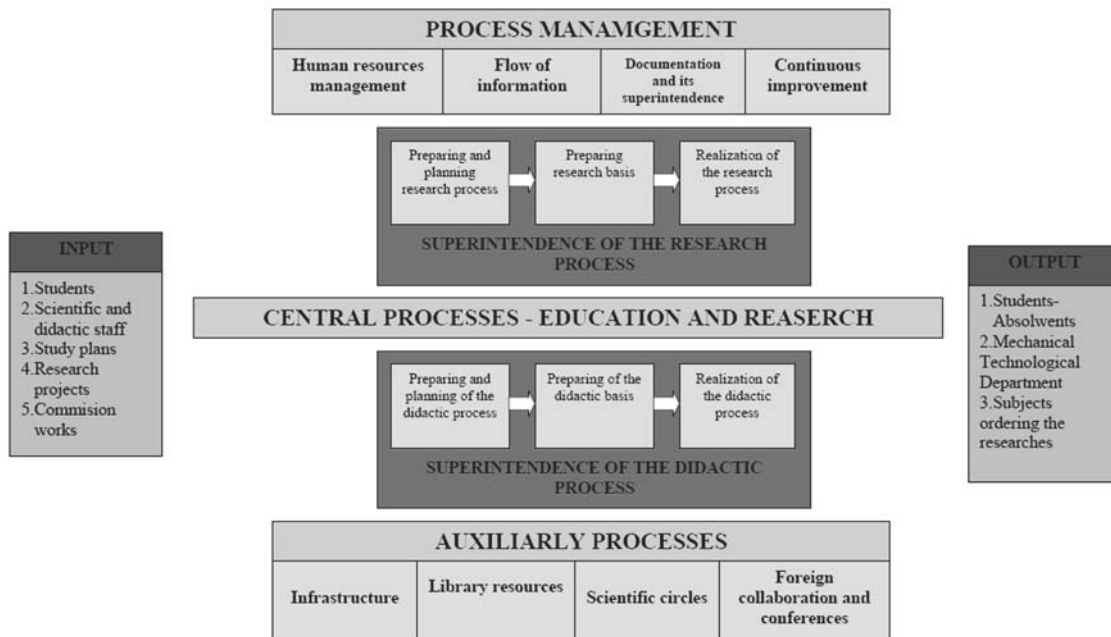 PROCESS MANAMGEMENT
Human resources
management
Flow of
information
Documentation
and its
superintendence
Continuous
improvement
Preparing and
planning
research process
Preparing
research basis
Realization of
the research
process
SUPERINTENDENCE OF THE RESEARCH
PROCESS
INPUT
1.Students
2.Scientific and
didactic staff
3.Study plans
4.Research
projects
5.Commision
works
CENTRAL PROCESSES - EDUCATION AND REASERCH
OUTPUT
1.Students-
Absolwents
2.Mechanical
Technological
Department
3.Subjects
ordering the
researches
Preparing and
planning of the
didactic process
Preparing of the
didactic basis
Realization of
the didactic
process
SUPERINTENDENCE OF THE DIDACTIC
PROCESS
AUXILIARLY PROCESSES
Infrastructure
Library resources
Scientific circles
Foreign
collaboration and
conferences